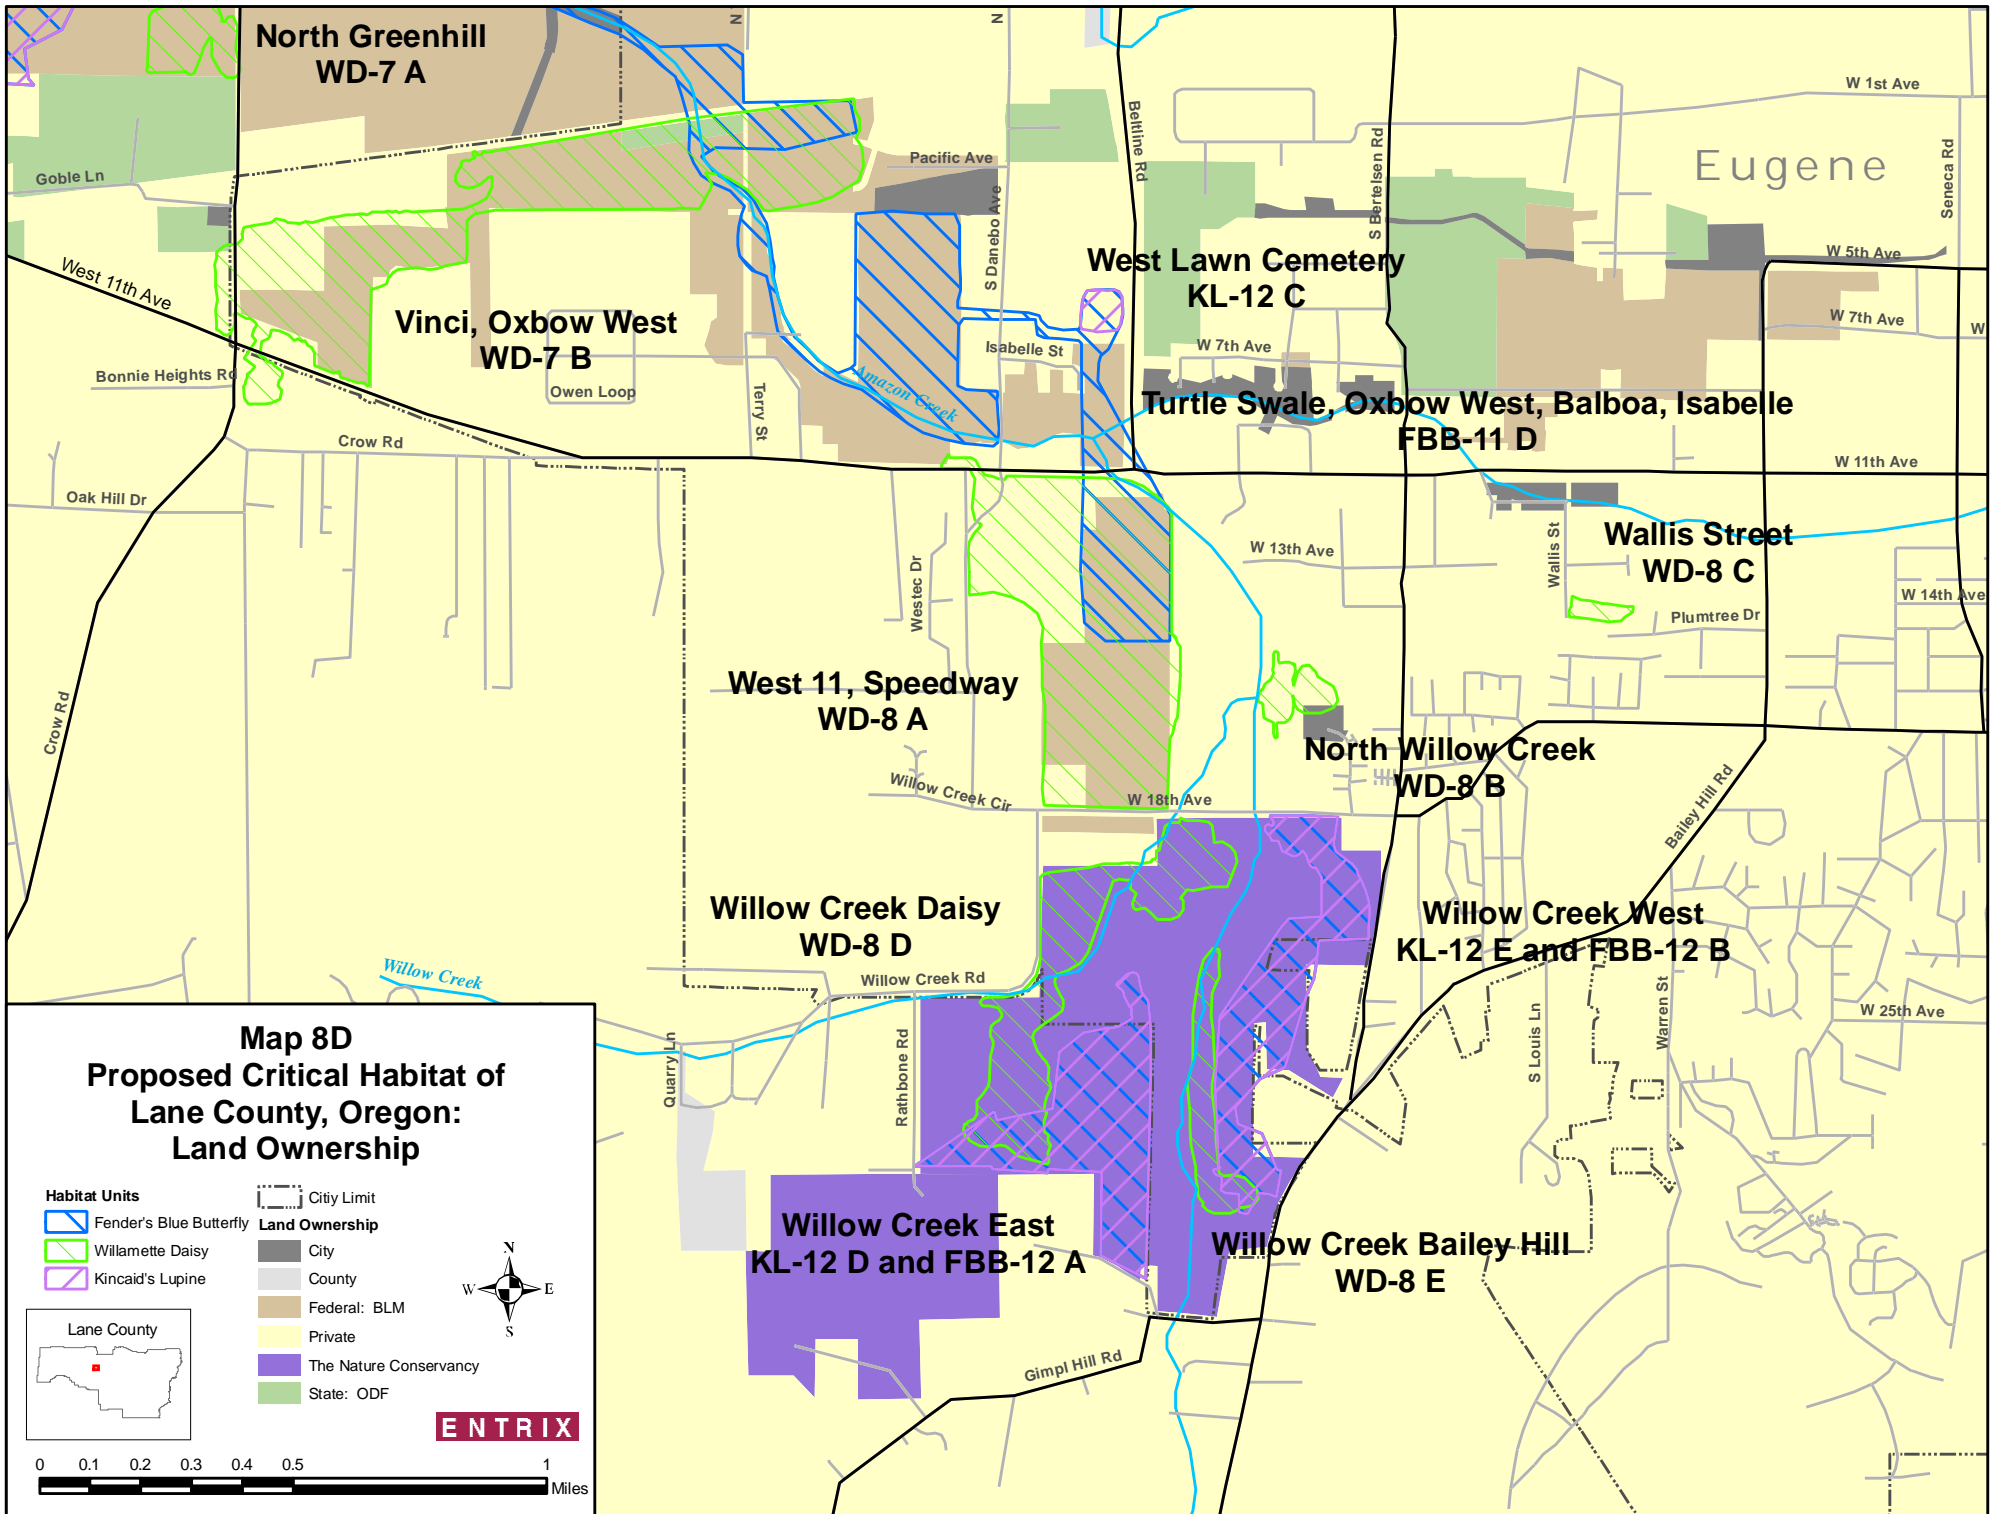 North Greenhill
WD-7 A
N
N
W 1st Ave
Beltline Rd
S Bertelsen Rd
Eugene
Seneca Rd
Pacific Ave
Goble Ln
S Danebo Ave
West Lawn Cemetery
KL-12 C
W 5th Ave
West 11th Ave
Vinci, Oxbow West
WD-7 B
W 7th Ave
W
Isabelle St
W 7th Ave
Bonnie Heights Rd
Owen Loop
Terry St
Amazon Creek
Turtle Swale, Oxbow West, Balboa, Isabelle
FBB-11 D
Crow Rd
W 11th Ave
Oak Hill Dr
Wallis Street
WD-8 C
Wallis St
W 13th Ave
Westec Dr
W 14th Ave
Plumtree Dr
West 11, Speedway
WD-8 A
Crow Rd
North Willow Creek
WD-8 B
Willow Creek Cir
W 18th Ave
Bailey Hill Rd
Willow Creek Daisy
WD-8 D
Willow Creek West
KL-12 E and FBB-12 B
Willow Creek
Willow Creek Rd
Quarry Ln
Rathbone Rd
S Louis Ln
Warren St
W 25th Ave
Willow Creek East
KL-12 D and FBB-12 A
Willow Creek Bailey Hill
WD-8 E
Gimpl Hill Rd
Map 8D
Proposed Critical Habitat of
Lane County, Oregon:
Land Ownership
Habitat Units
Fender's Blue Butterfly
Willamette Daisy
Kincaid's Lupine
Citiy Limit
Land Ownership
City
County
Federal: BLM
Private
The Nature Conservancy
State: ODF
N
W E
S
Lane County
ENTRIX
0 0.1 0.2 0.3 0.4 0.5 1
Miles